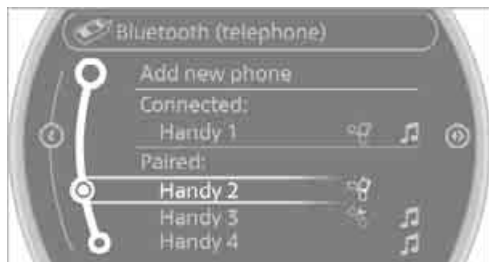 Bluetooth (telephone)
Add new phone
Connected:
Handy 1
Paired:
Handy 2
Handy 3
Handy 4